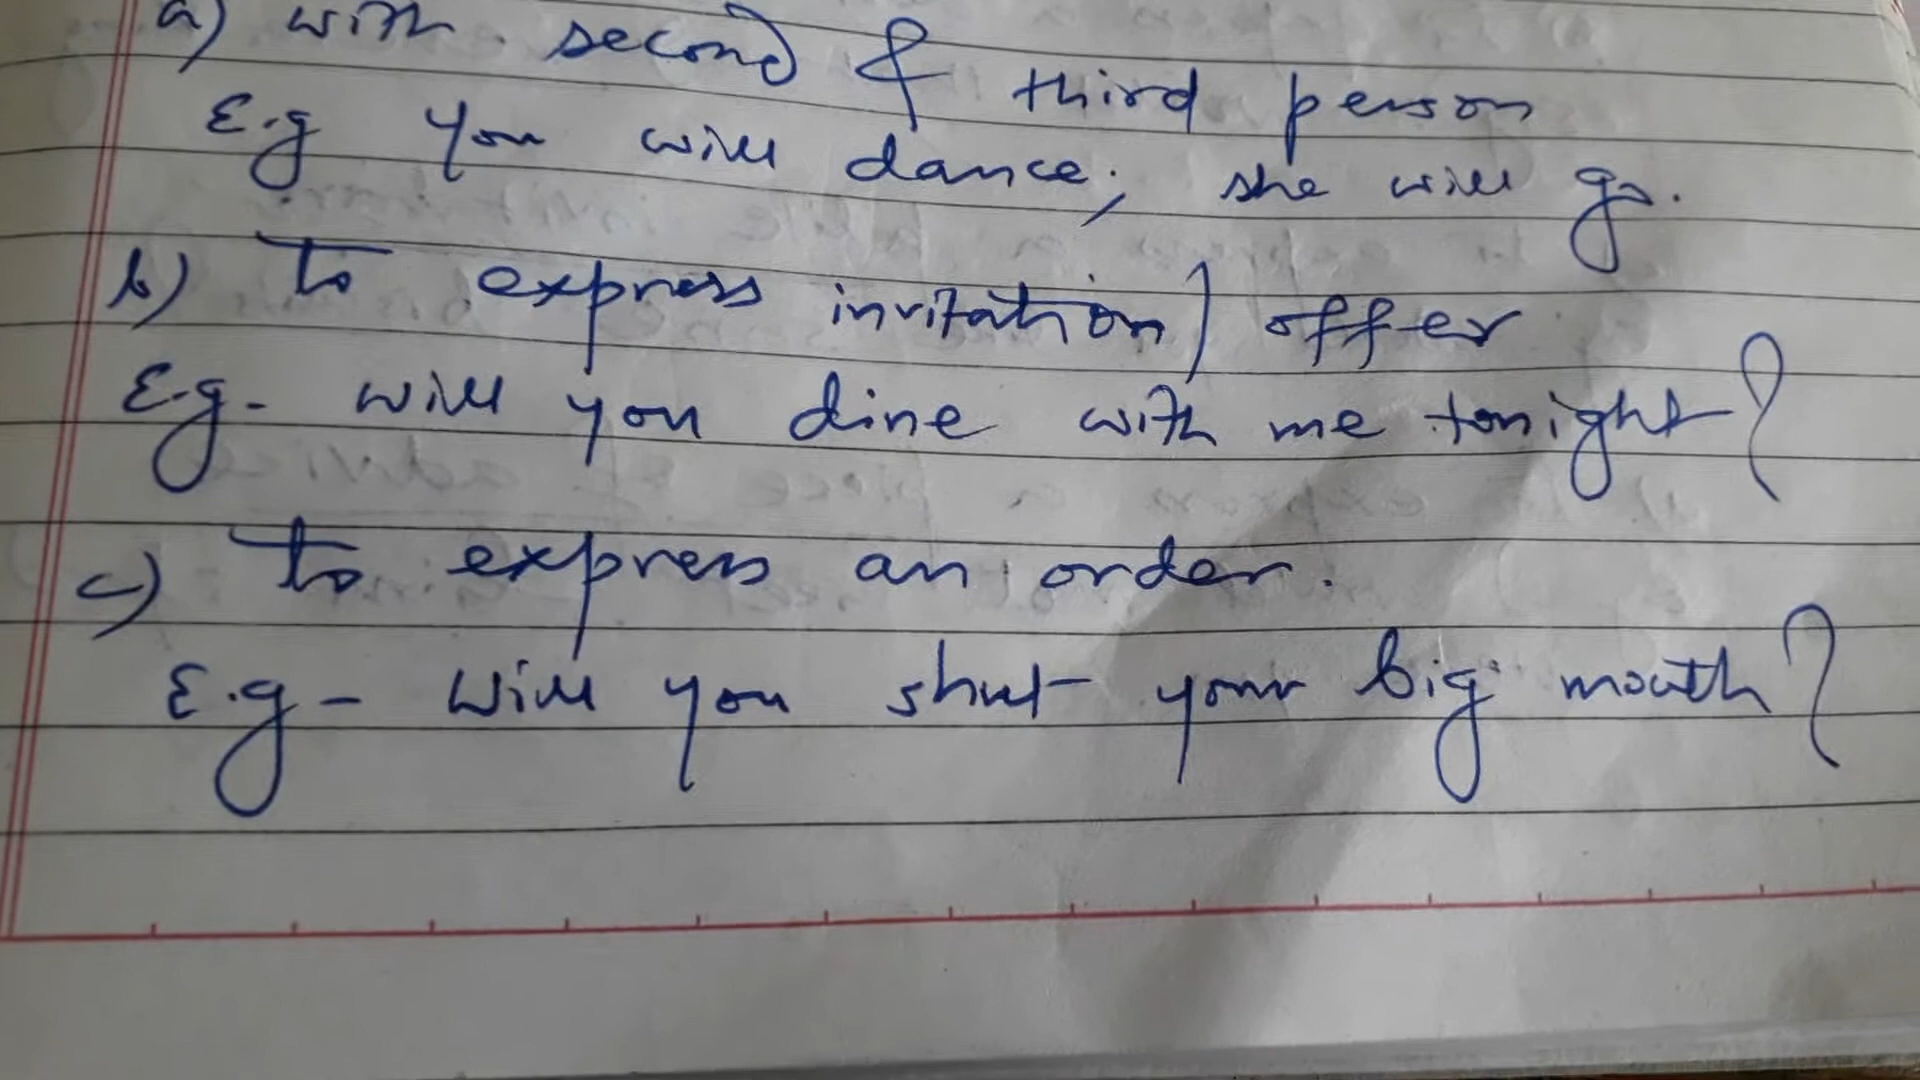 a) with second & third person
E.g You will dance; she will go.
b) To express invitation/ offer
E.g- will you dine with me tonight?
c) To express an order.
E.g - Will you shut your big mouth?